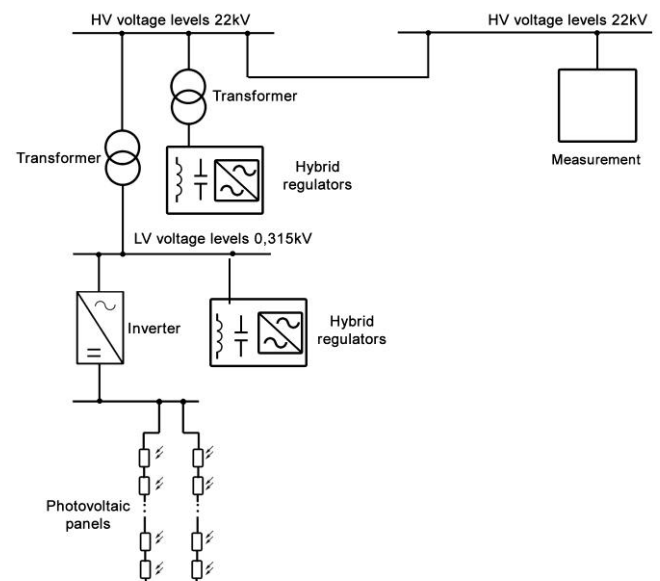 HV voltage levels 22kV
HV voltage levels 22kV
Transformer
Transformer
Measurement
Hybrid
regulators
LV voltage levels 0,315kV
Inverter
Hybrid
regulators
Photovoltaic
panels